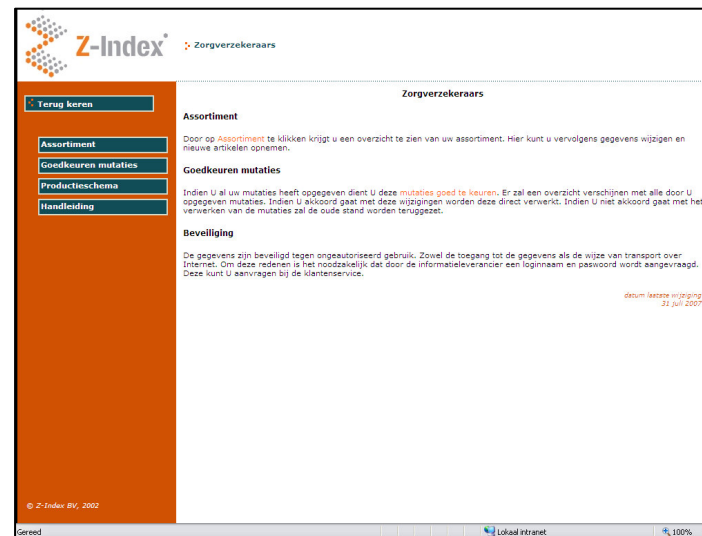 Z-Index®
Zorgverzekeraars
Terug keren
Assortiment
Goedkeuren mutaties
Productieschema
Handleiding
Zorgverzekeraars
Assortiment
Door op Assortiment te klikken krijgt u een overzicht te zien van uw assortiment. Hier kunt u vervolgens gegevens wijzigen en
nieuwe artikelen opnemen.
Goedkeuren mutaties
Indien U al uw mutaties heeft opgegeven dient U deze mutaties goed te keuren. Er zal een overzicht verschijnen met alle door U
opgegeven mutaties. Indien U akkoord gaat met deze wijzigingen worden deze direct verwerkt. Indien U niet akkoord gaat met het
verwerken van de mutaties zal de oude stand worden teruggezet.
Beveiliging
De gegevens zijn beveiligd tegen ongeautoriseerd gebruik. Zowel de toegang tot de gegevens als de wijze van transport over
Internet. Om deze redenen is het noodzakelijk dat door de informatieleverancier een loginnaam en paswoord wordt aangevraagd.
Deze kunt U aanvragen bij de klantenservice.
datum laatste wijziging
31 juli 2007
© Z-Index BV, 2002
Gereed
Lokaal intranet
100%